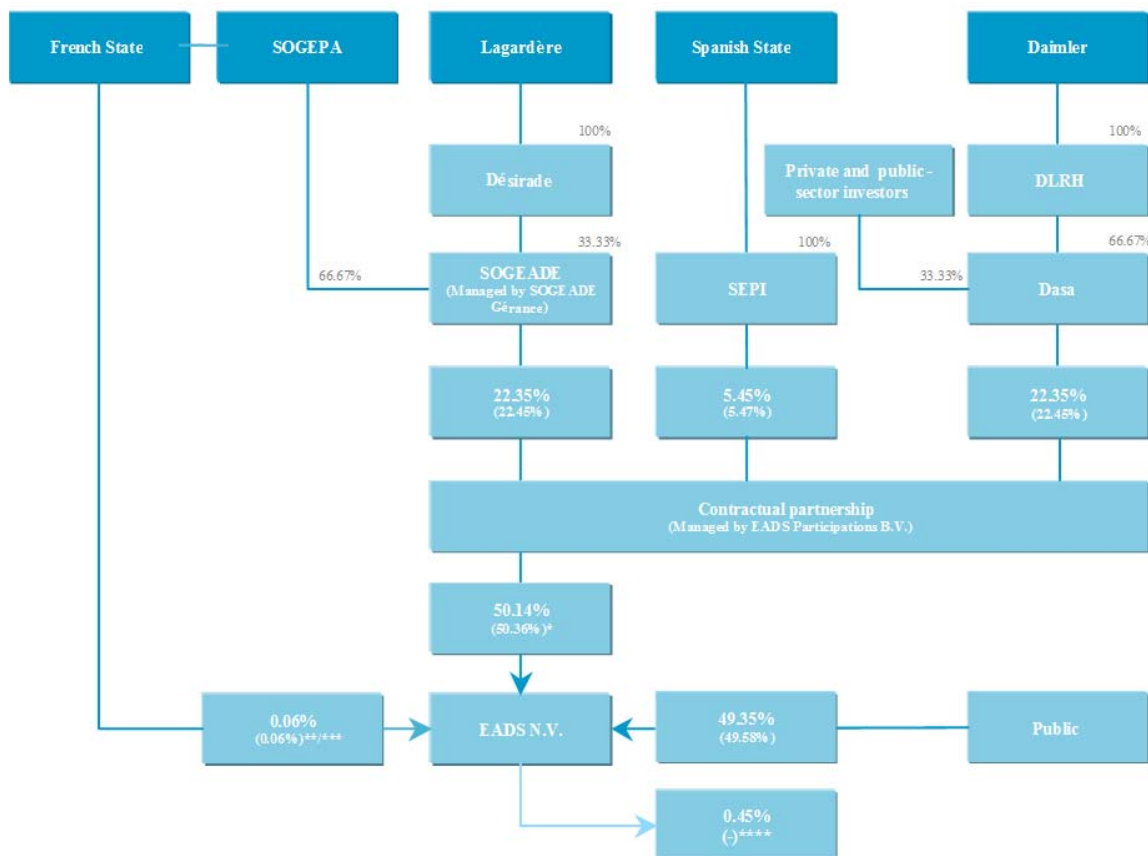 French State
SOGEPA
Lagardère
Spanish State
Daimler
100%
100%
Désirade
Private and public -
sector investors
DLRH
33.33%
100%
66.67%
66.67%
SOGEADE
(Managed by SOGEADE
Gérance)
SEPI
33.33%
Dasa
22.35%
(22.45%)
5.45%
(5.47%)
22.35%
(22.45%)
Contractual partnership
(Managed by EADS Participations B.V.)
50.14%
(50.36%)*
0.06%
(0.06%)**/***
EADS N.V.
49.35%
(49.58%)
Public
0.45%
(-)****